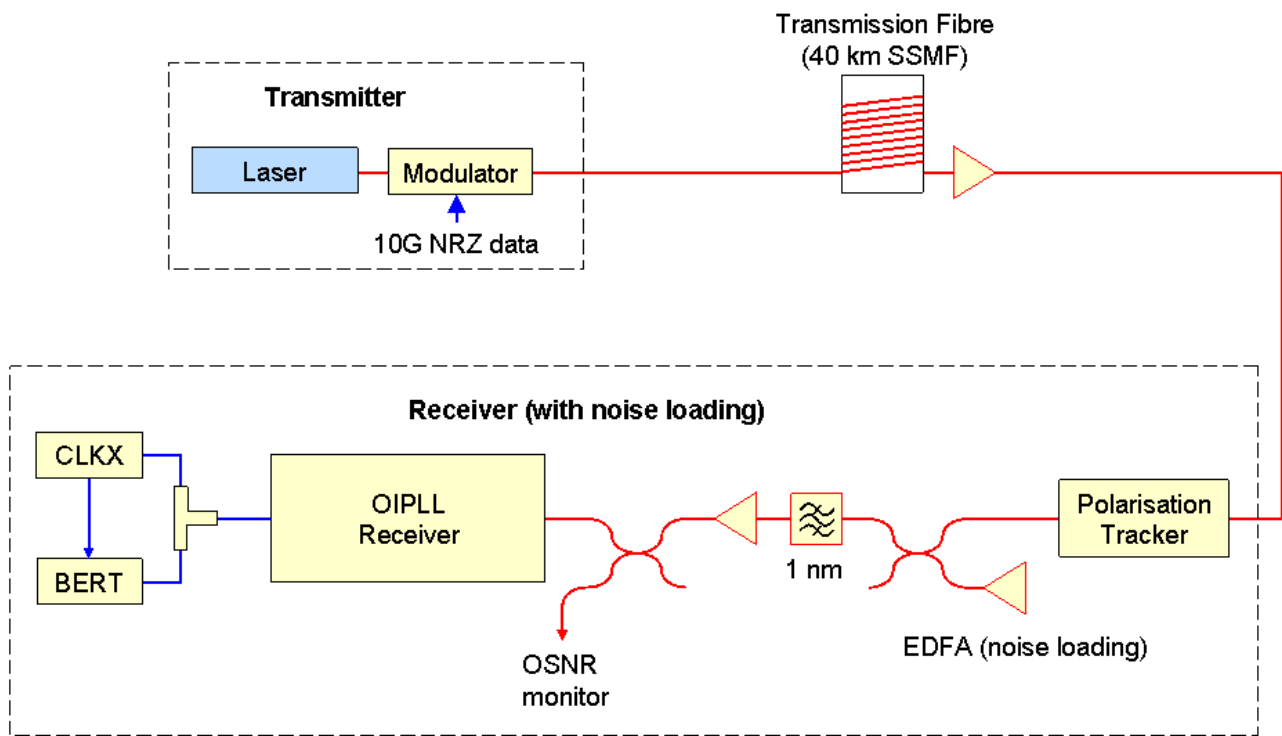 Transmission Fibre
(40 km SSMF)
Transmitter
Laser
Modulator
10G NRZ data
Receiver (with noise loading)
CLKX
BERT
OIPLL
Receiver
1 nm
Polarisation
Tracker
EDFA (noise loading)
OSNR
monitor